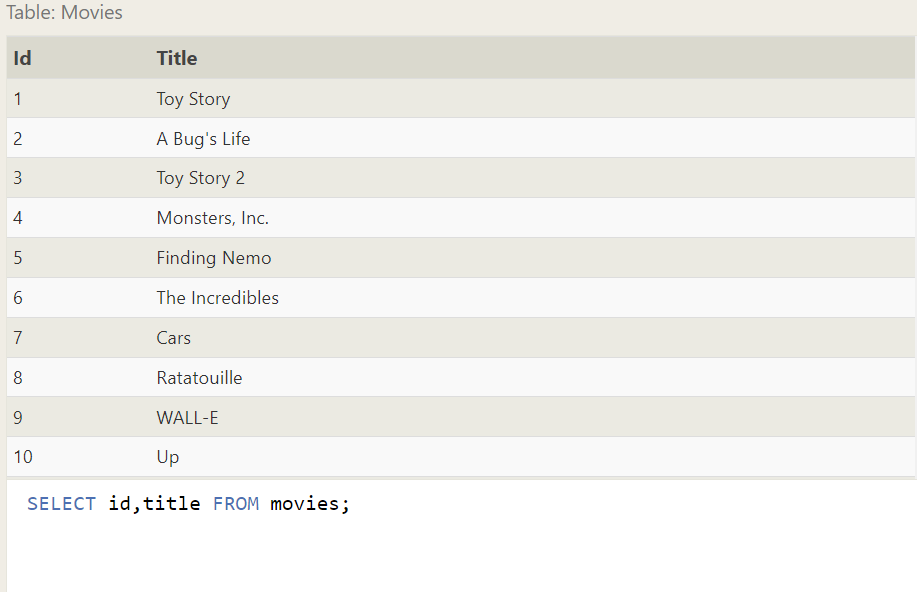 Table: Movies
Id Title
1 Toy Story
2 A Bug's Life
3 Toy Story 2
4 Monsters, Inc.
5 Finding Nemo
6 The Incredibles
7 Cars
8 Ratatouille
9 WALL-E
10 Up
SELECT id,title FROM movies;